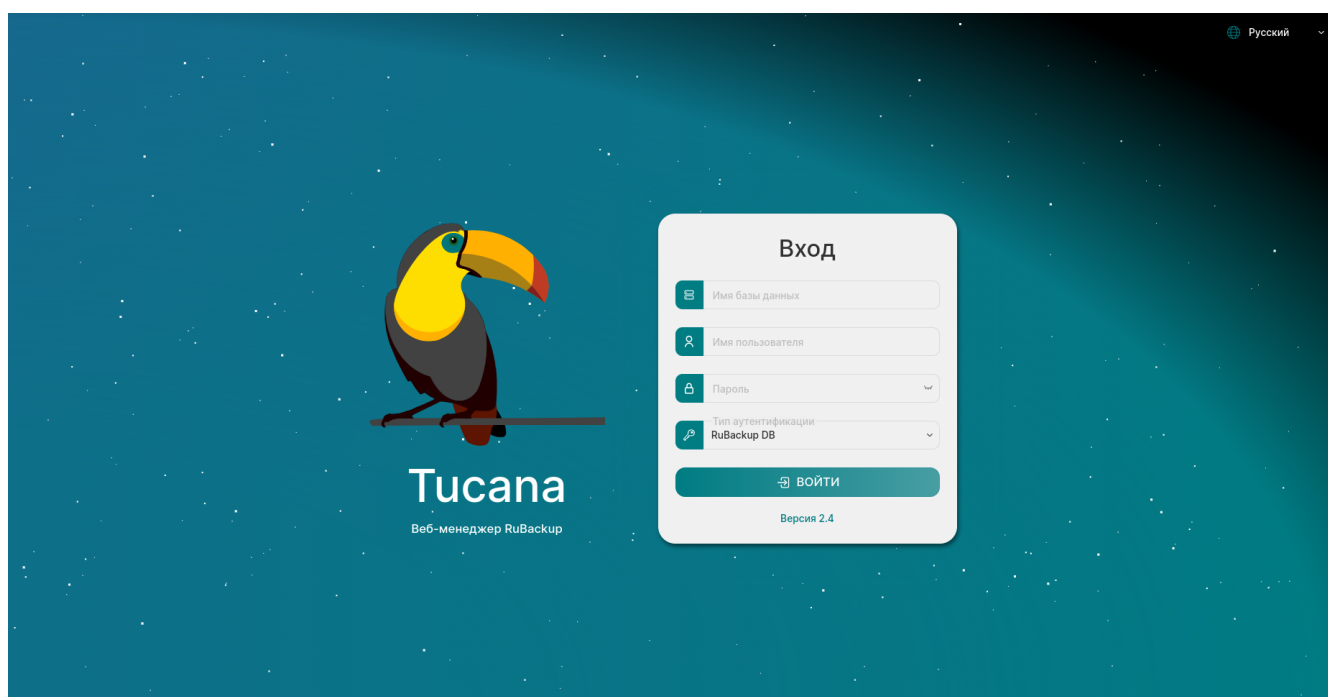 Русский
Вход
Имя базы данных
Имя пользователя
Пароль
Тип аутентификации
RuBackup DB
ВОЙТИ
Версия 2.4
Tucana
Веб-менеджер RuBackup